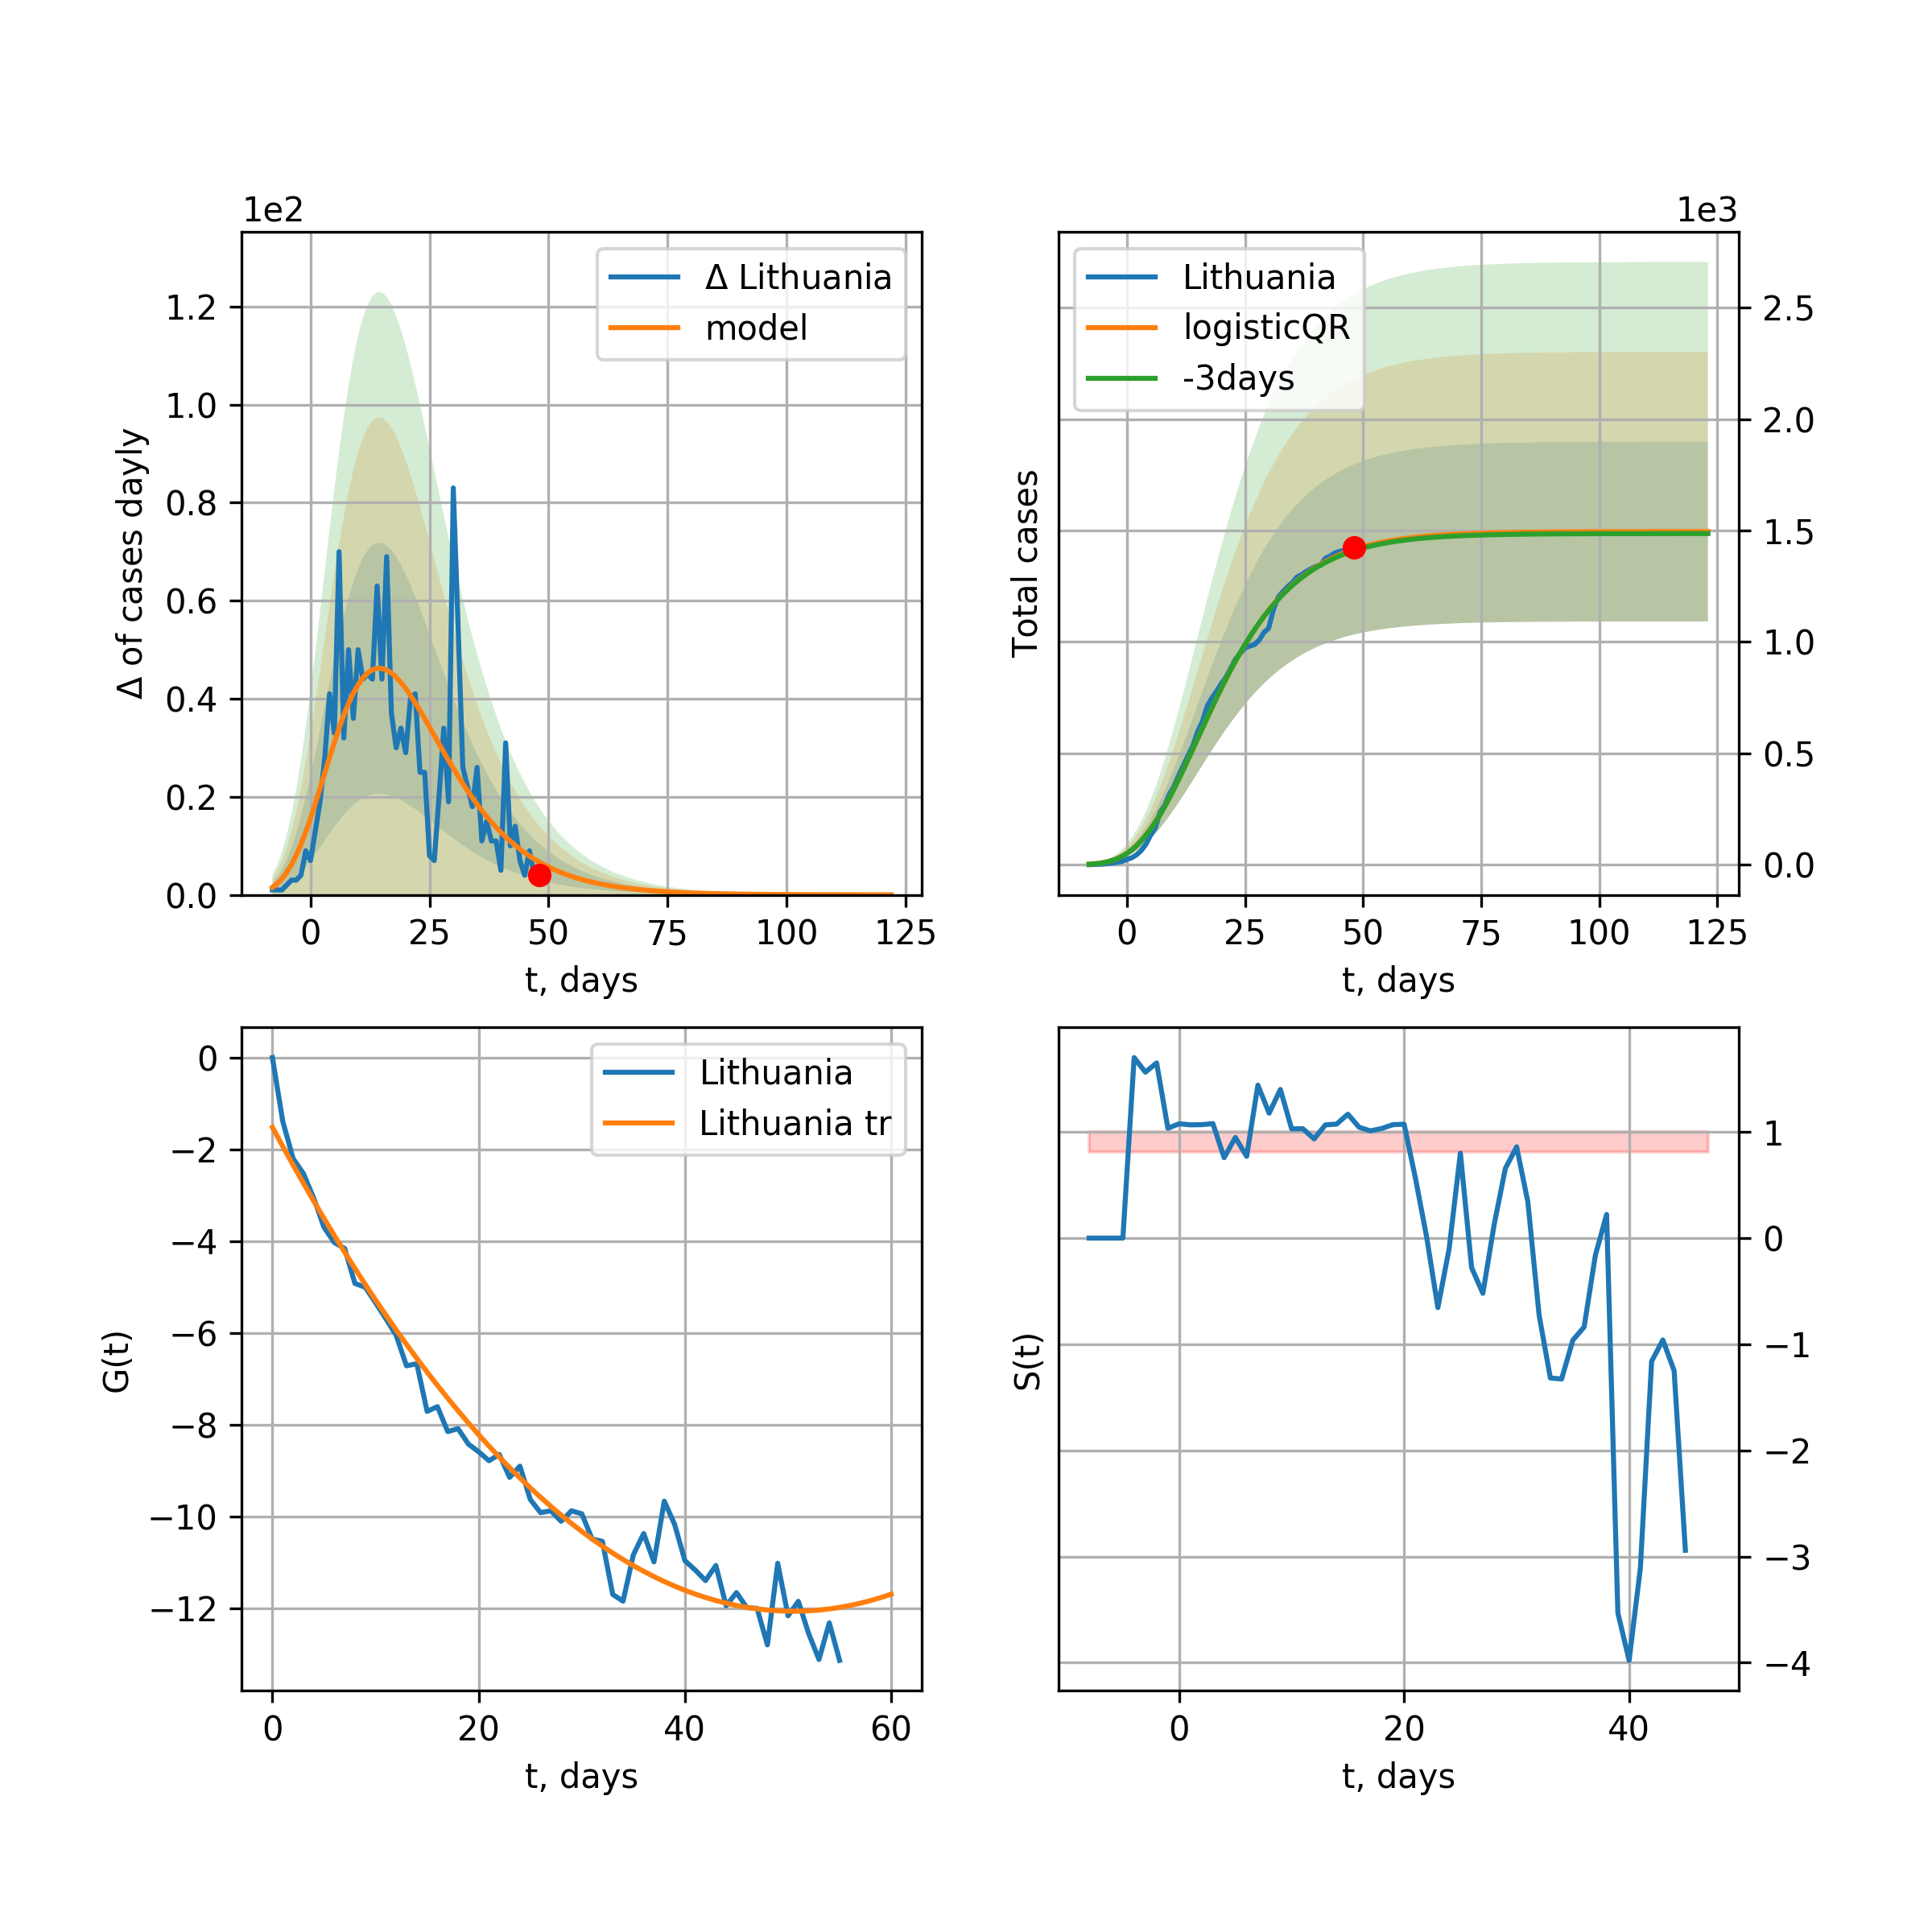 1e2
Δ Lithuania
model
1.2
1.0
0.8
0.6
0.4
0.2
0.0
Δ of cases dayly
0 25 50 75 100 125
t, days
1e3
Lithuania
logisticQR
-3days
2.5
2.0
1.5
1.0
0.5
0.0
Total cases
0 25 50 75 100 125
t, days
Lithuania
Lithuania tr
0
−2
−4
−6
−8
−10
−12
G(t)
0 20 40 60
t, days
1
0
−1
−2
−3
−4
S(t)
0 20 40
t, days